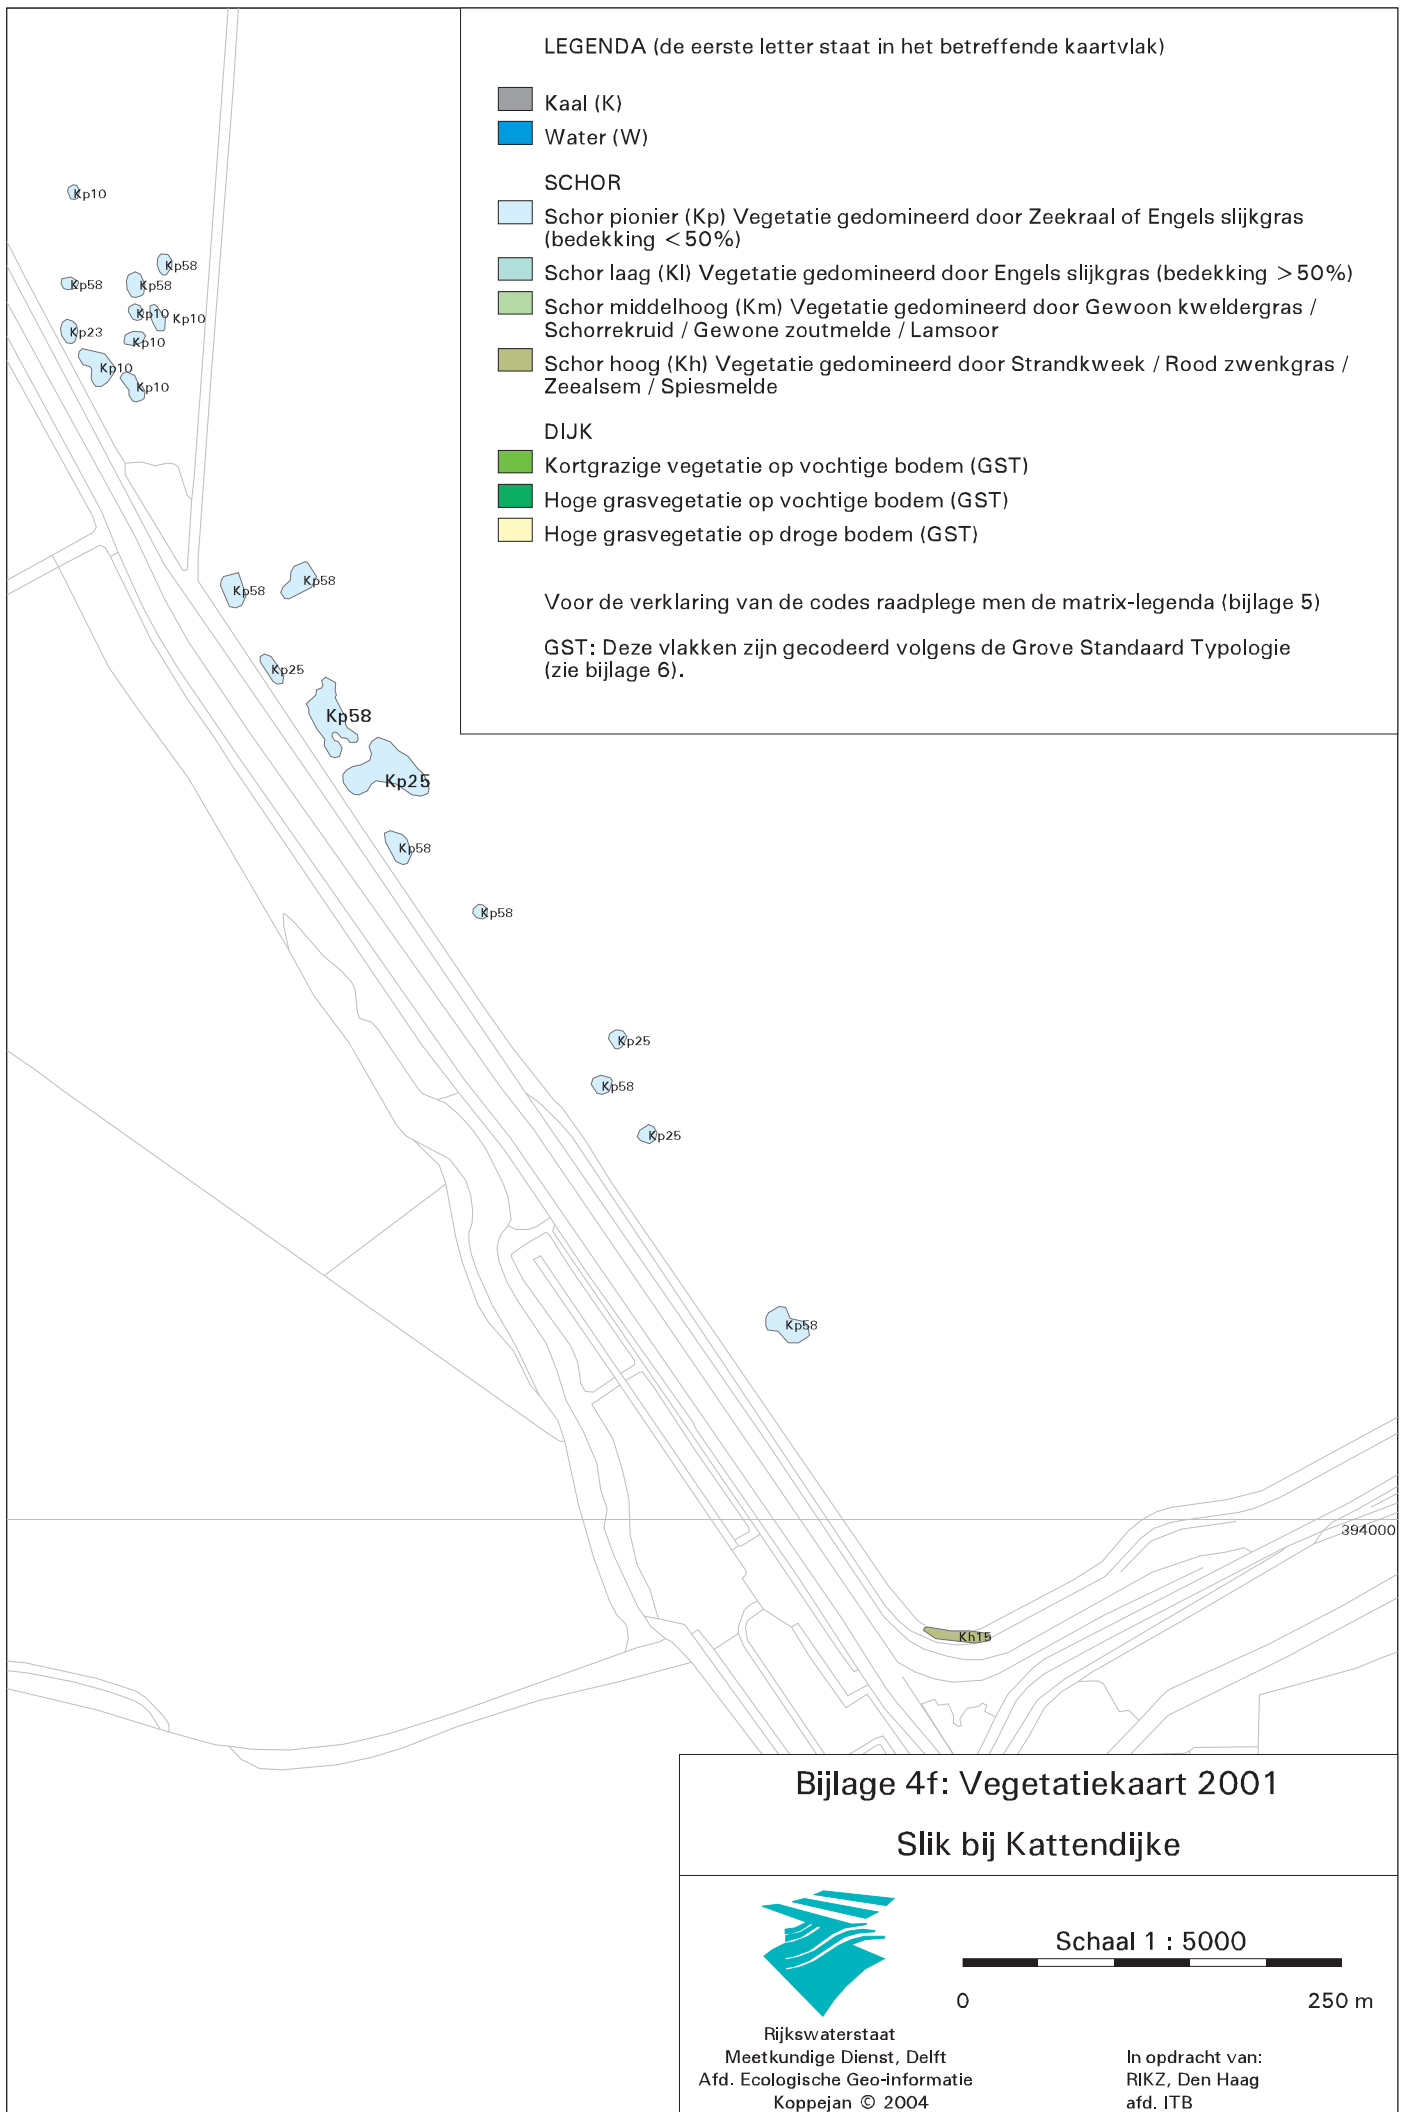 LEGENDA (de eerste letter staat in het betreffende kaartvlak)
Kaal (K)
Water (W)
SCHOR
Schor pionier (Kp) Vegetatie gedomineerd door Zeekraal of Engels slijkgras
(bedekking <50%)
Schor laag (Kl) Vegetatie gedomineerd door Engels slijkgras (bedekking >50%)
Schor middelhoog (Km) Vegetatie gedomineerd door Gewoon kweldergras /
Schorrekruid / Gewone zoutmelde / Lamsoor
Schor hoog (Kh) Vegetatie gedomineerd door Strandkweek / Rood zwenkgras /
Zeealsem / Spiesmelde
DIJK
Kortgrazige vegetatie op vochtige bodem (GST)
Hoge grasvegetatie op vochtige bodem (GST)
Hoge grasvegetatie op droge bodem (GST)
Voor de verklaring van de codes raadplege men de matrix-legenda (bijlage 5)
GST: Deze vlakken zijn gecodeerd volgens de Grove Standaard Typologie
(zie bijlage 6).
Kp10
Kp58
Kp58
Kp58
Kp10
Kp10
Kp23
Kp10
Kp10
Kp10
Kp58
Kp58
Kp25
Kp58
Kp25
Kp58
Kp58
Kp25
Kp58
Kp25
Kp58
394000
Kh15
Bijlage 4f: Vegetatiekaart 2001
Slik bij Kattendijke
Schaal 1 : 5000
0 250 m
Rijkswaterstaat
Meetkundige Dienst, Delft
Afd. Ecologische Geo-informatie
Koppejan © 2004
In opdracht van:
RIKZ, Den Haag
afd. ITB